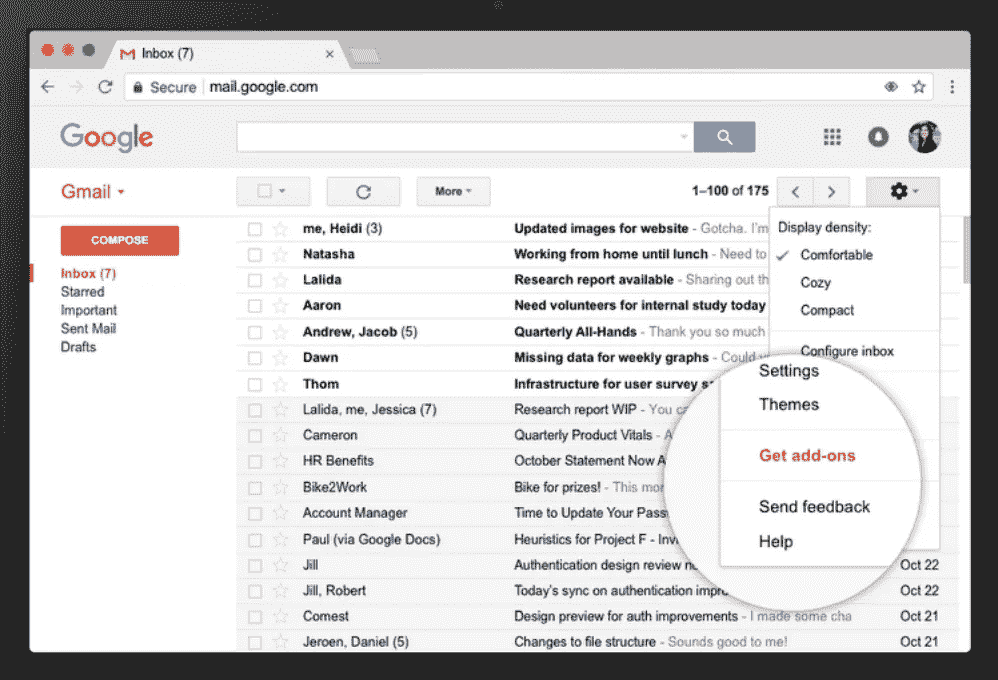 Inbox (7)
Secure mail.google.com
Google
Gmail More 1–100 of 175
COMPOSE
Inbox (7)
Starred
Important
Sent Mail
Drafts
me, Heidi (3) Updated images for website - Gotcha. I'm
Natasha Working from home until lunch - Need to
Lalida Research report available - Sharing out th
Aaron Need volunteers for internal study today
Andrew, Jacob (5) Quarterly All-Hands - Thank you so much
Dawn Missing data for weekly graphs - Could
Thom Infrastructure for user survey
Lalida, me, Jessica (7) Research report WIP - You ca
Cameron Quarterly Product Vitals - A
HR Benefits October Statement Now A
Bike2Work Bike for prizes! - This mor
Account Manager Time to Update Your Pass
Paul (via Google Docs) Heuristics for Project F - Inv
Jill Authentication design review Oct 22
Jill, Robert Today's sync on authentication impro Oct 22
Comest Design preview for auth improvements - I made some cha Oct 21
Jeroen, Daniel (5) Changes to file structure - Sounds good to me! Oct 21
Display density:
Comfortable
Cozy
Compact
Configure inbox
Settings
Themes
Get add-ons
Send feedback
Help